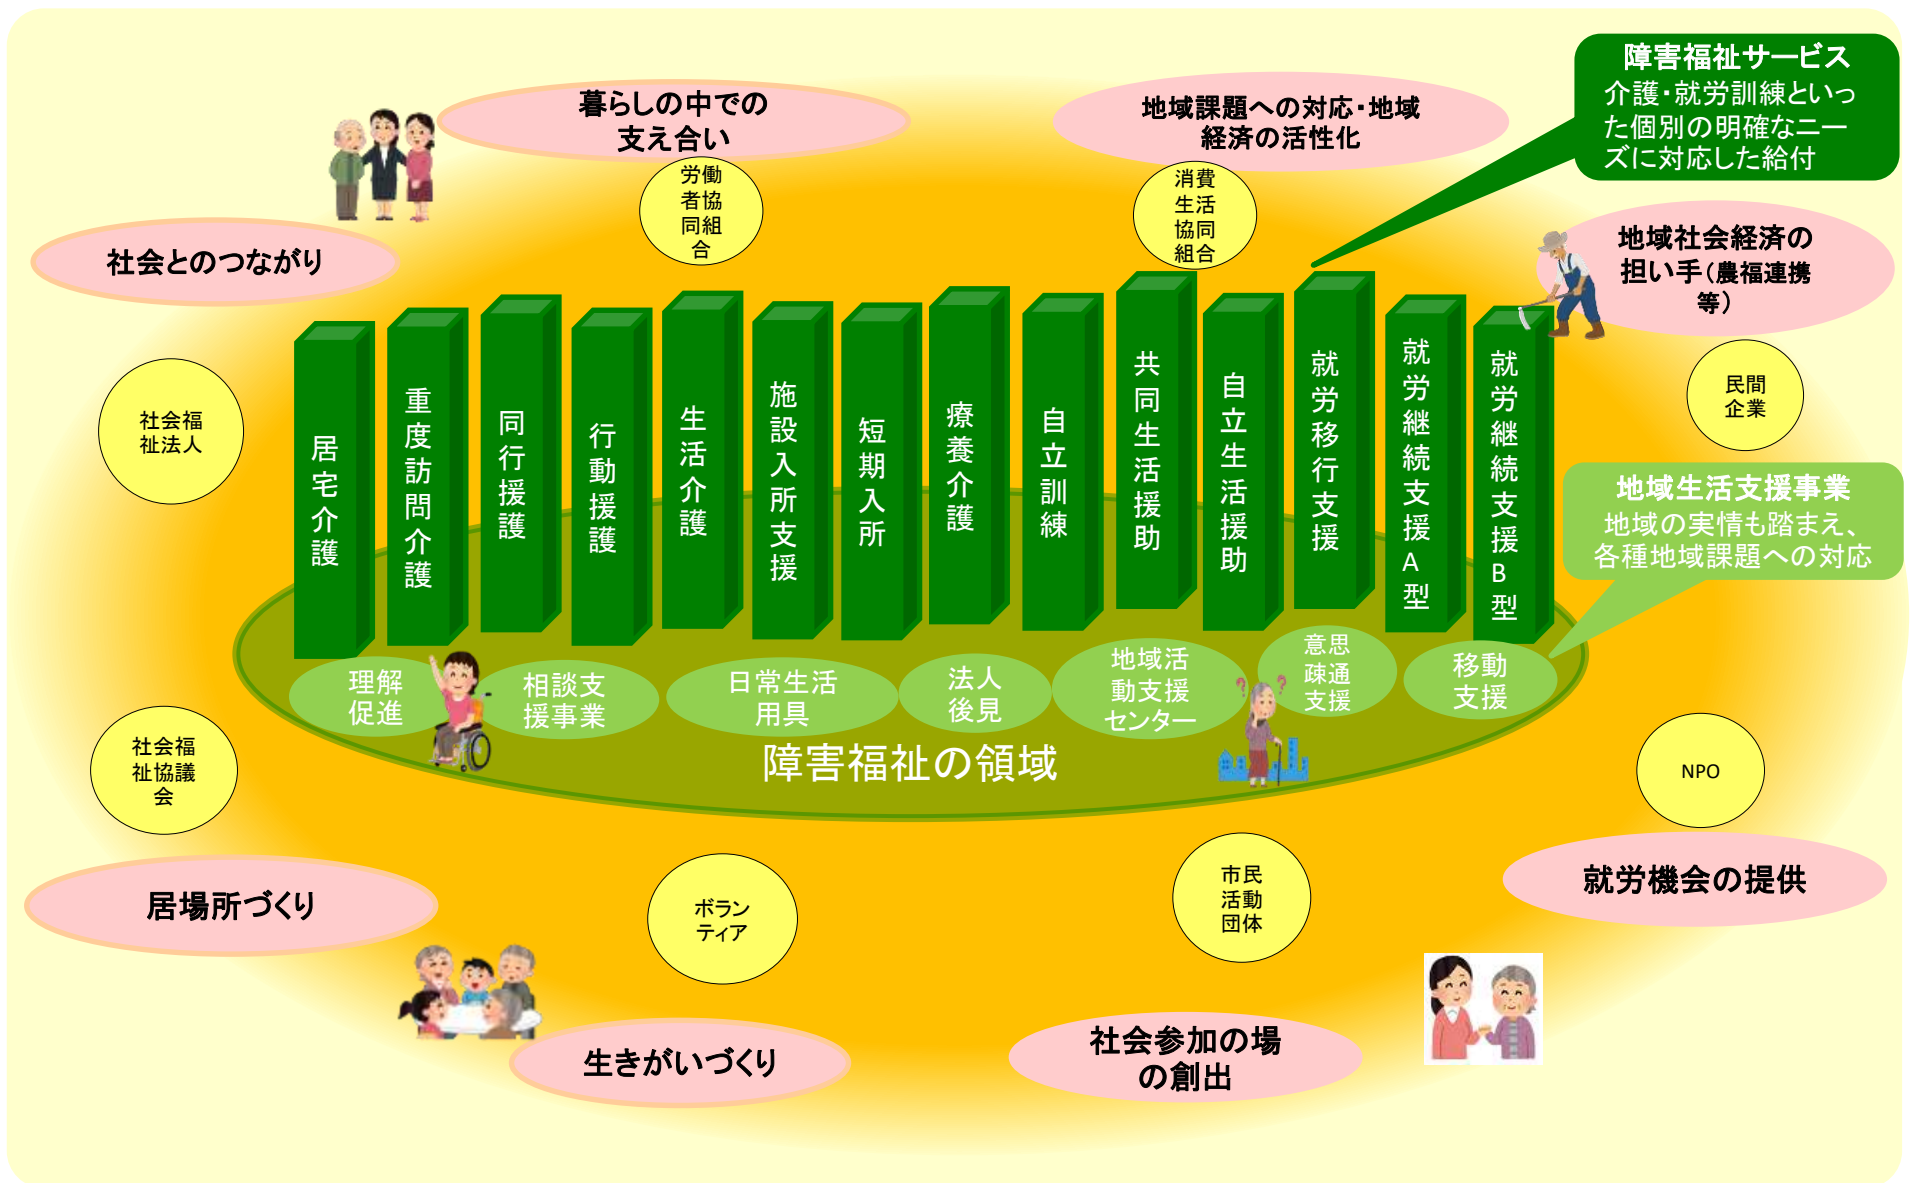 障害福祉サービス
介護・就労訓練といっ
た個別の明確なニー
ズに対応した給付
暮らしの中での
支え合い
地域課題への対応・地域
経済の活性化
労働
者協
同組
合
消費
生活
協同
組合
社会とのつながり
地域社会経済の
担い手（農福連携
等）
社会福
祉法人
民間
企業
居宅介護
重度訪問介護
同行援護
行動援護
生活介護
施設入所支援
短期入所
療養介護
自立訓練
共同生活援助
自立生活援助
就労移行支援
就労継続支援A型
就労継続支援B型
地域生活支援事業
地域の実情も踏まえ、
各種地域課題への対応
理解
促進
相談支
援事業
日常生活
用具
法人
後見
地域活
動支援
センター
意思
疎通
支援
移動
支援
障害福祉の領域
社会福
祉協議
会
NPO
居場所づくり
ボラン
ティア
市民
活動
団体
就労機会の提供
生きがいづくり
社会参加の場
の創出